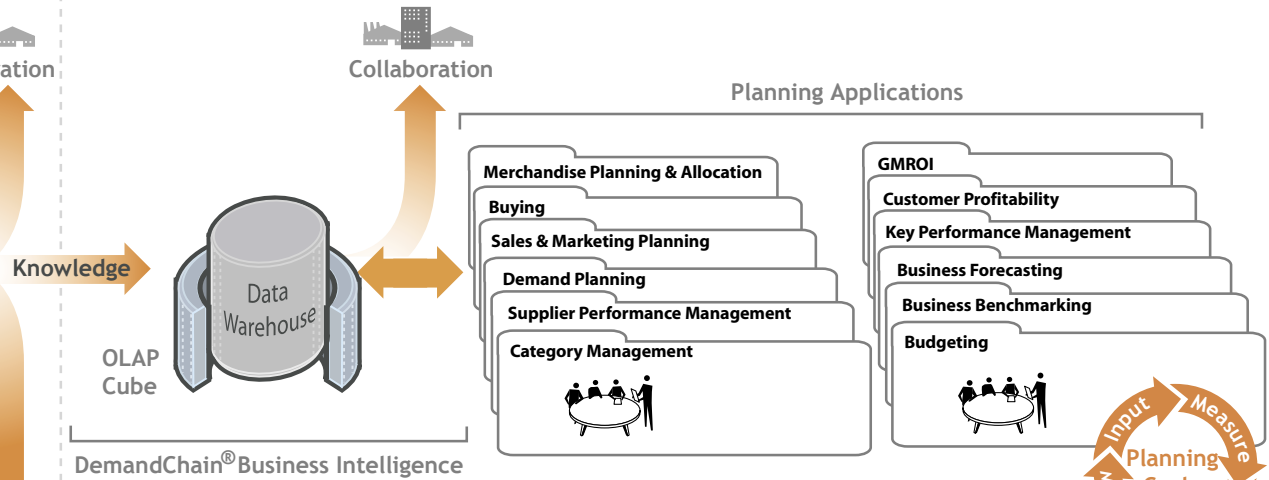 Collaboration
Planning Applications
Merchandise Planning & Allocation
Buying
Sales & Marketing Planning
Demand Planning
Supplier Performance Management
Category Management
GMROI
Customer Profitability
Key Performance Management
Business Forecasting
Business Benchmarking
Budgeting
Knowledge
Data
Warehouse
OLAP
Cube
DemandChain® Business Intelligence
Input
Measure
Planning